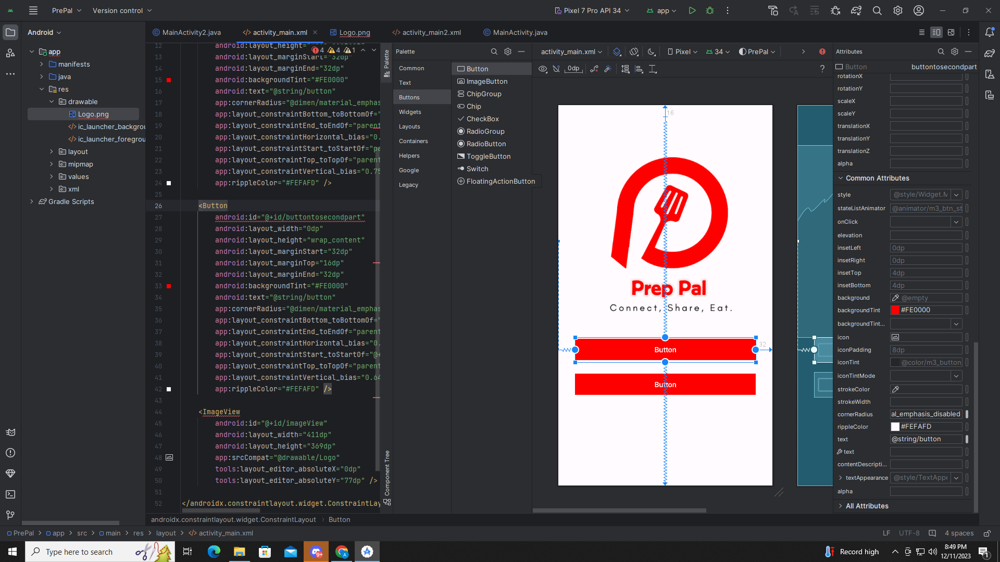 PrePal
Version control
Pixel 7 Pro API 34
app
Android
MainActivity2.java
activity_main.xml
Logo.png
activity_main2.xml
MainActivity.java
app
manifests
java
res
drawable
Logo.png
ic_launcher_backgrou
ic_launcher_foregrou
layout
mipmap
values
xml
Gradle Scripts
4 4 1
12 android:layout_height=
13 android:layout_marginStart="32dp"
14 android:layout_marginEnd="32dp"
15 android:backgroundTint="#FE0000"
16 android:text="@string/button"
17 app:cornerRadius="@dimen/material_emphas
18 app:layout_constraintBottom_toBottomOf="
19 app:layout_constraintEnd_toEndOf="parent
20 app:layout_constraintHorizontal_bias="0.
21 app:layout_constraintStart_toStartOf="pa
22 app:layout_constraintTop_toTopOf="parent
23 app:layout_constraintVertical_bias="0.75
24 app:rippleColor="#FEFAFD" />
25
26 <Button
27 android:id="@+id/buttontosecondpart"
28 android:layout_width="0dp"
29 android:layout_height="wrap_content"
30 android:layout_marginStart="32dp"
31 android:layout_marginTop="16dp"
32 android:layout_marginEnd="32dp"
33 android:backgroundTint="#FE0000"
34 android:text="@string/button"
35 app:cornerRadius="@dimen/material_emphas
36 app:layout_constraintBottom_toBottomOf="
37 app:layout_constraintEnd_toEndOf="parent
38 app:layout_constraintHorizontal_bias="0.
39 app:layout_constraintStart_toStartOf="@+
40 app:layout_constraintTop_toTopOf="parent
41 app:layout_constraintVertical_bias="0.64
42 app:rippleColor="#FEFAFD" />
43
44 <ImageView
45 android:id="@+id/imageView"
46 android:layout_width="411dp"
47 android:layout_height="369dp"
48 app:srcCompat="@drawable/Logo"
49 tools:layout_editor_absoluteX="0dp"
50 tools:layout_editor_absoluteY="77dp" />
51
52 </androidx.constraintlayout.widget.ConstraintLay
androidx.constraintlayout.widget.ConstraintLayout
Button
Palette
Component Tree
Palette
Common
Text
Buttons
Widgets
Layouts
Containers
Helpers
Google
Legacy
Button
ImageButton
ChipGroup
Chip
CheckBox
RadioGroup
RadioButton
ToggleButton
Switch
FloatingActionButton
activity_main.xml
Pixel
34
PrePal
0dp
?
16
Prep Pal
Connect, Share, Eat.
Button
32
Button
Attributes
Button
buttontosecondpart
rotationX
rotationY
scaleX
scaleY
translationX
translationY
translationZ
alpha
Common Attributes
style @style/Widget.M
stateListAnimator @animator/m3_btn_st
onClick
elevation
insetLeft 0dp
insetRight 0dp
insetTop 4dp
insetBottom 4dp
background @empty
backgroundTint #FE0000
backgroundTint...
icon
iconPadding 8dp
iconTint @color/m3_button
iconTintMode
strokeColor
strokeWidth
cornerRadius al_emphasis_disabled
rippleColor #FEFAFD
text @string/button
text
contentDescripti...
textAppearance @style/TextAppe
alpha
All Attributes
PrePal
app
src
main
res
layout
activity_main.xml
LF
UTF-8
4 spaces
Type here to search
9+
A
Record high
8:49 PM
12/11/2023
1